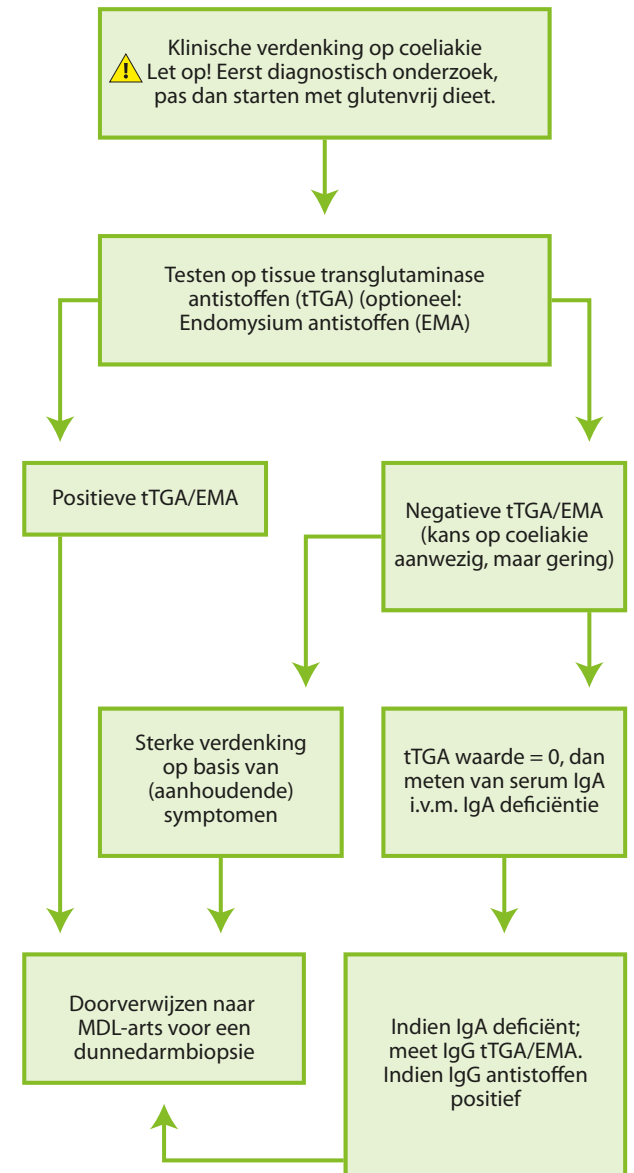 Klinische verdenking op coeliakie
! Let op! Eerst diagnostisch onderzoek,
pas dan starten met glutenvrij dieet.
Testen op tissue transglutaminase
antistoffen (tTGA) (optioneel:
Endomysium antistoffen (EMA)
Positieve tTGA/EMA
Negatieve tTGA/EMA
(kans op coeliakie
aanwezig, maar gering)
Sterke verdenking
op basis van
(aanhoudende)
symptomen
tTGA waarde = 0, dan
meten van serum IgA
i.v.m. IgA deficiëntie
Doorverwijzen naar
MDL-arts voor een
dunnedarmbiopsie
Indien IgA deficiënt;
meet IgG tTGA/EMA.
Indien IgG antistoffen
positief